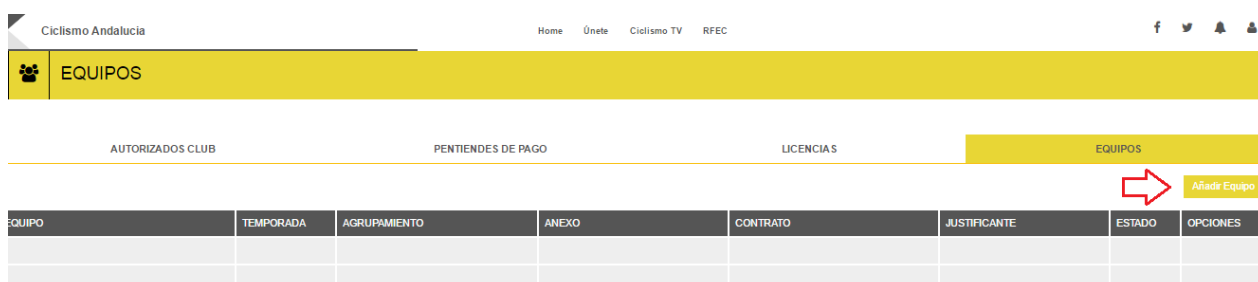 Ciclismo Andalucia Home Únete Ciclismo TV RFEC
EQUIPOS
AUTORIZADOS CLUB PENTIENDES DE PAGO LICENCIAS EQUIPOS
Añadir Equipo
EQUIPO TEMPORADA AGRUPAMIENTO ANEXO CONTRATO JUSTIFICANTE ESTADO OPCIONES